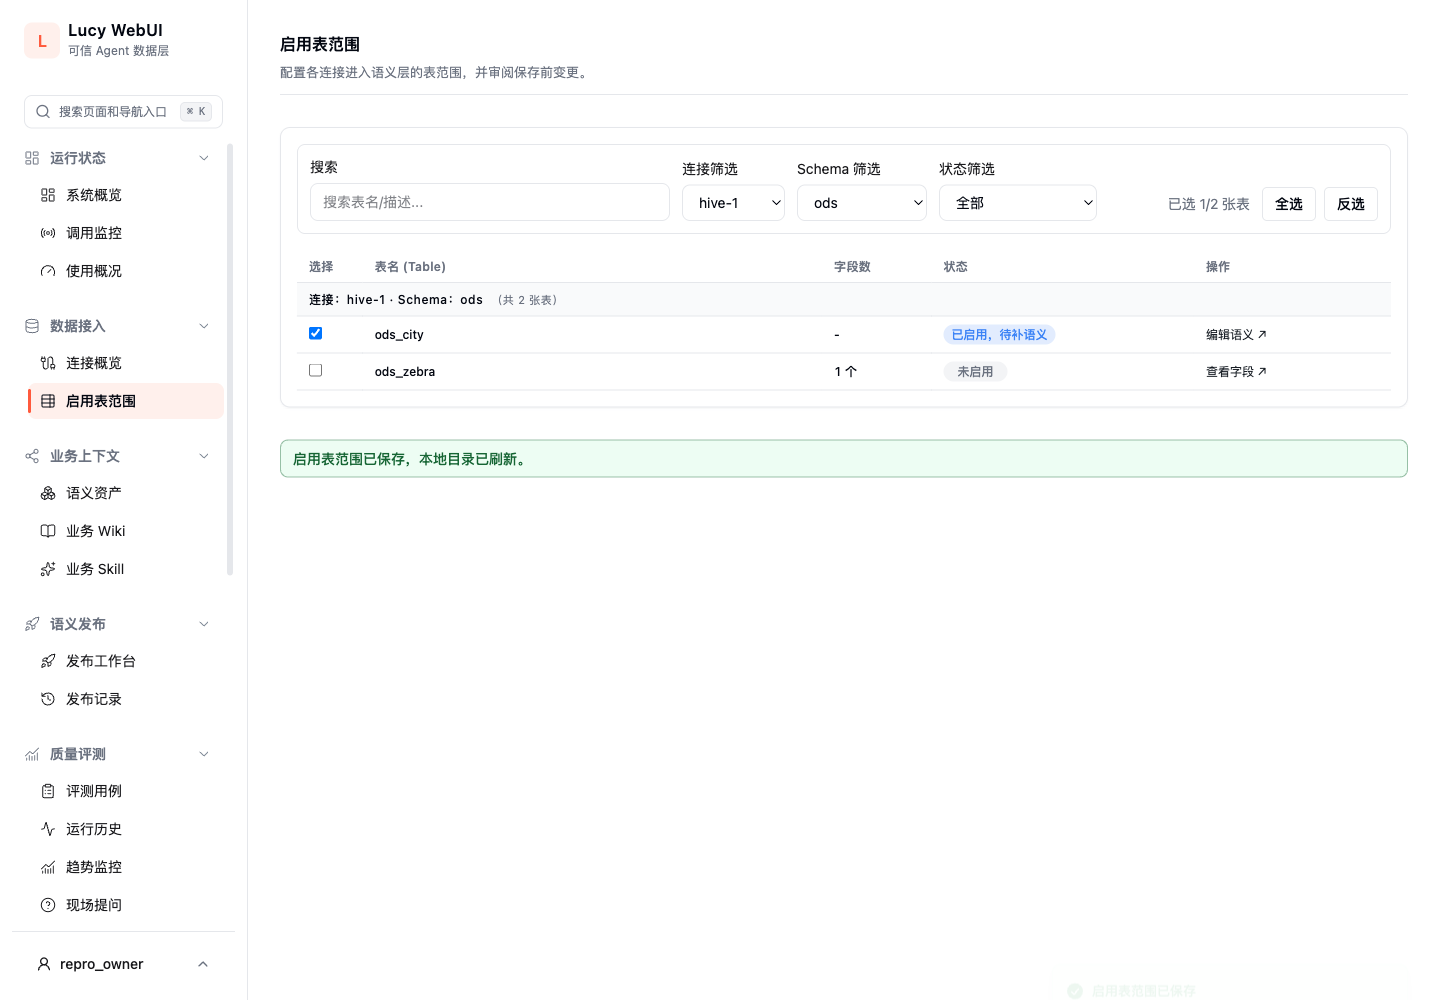 L
Lucy WebUI
可信 Agent 数据层
搜索页面和导航入口 ⌘ K
运行状态
系统概览
调用监控
使用概况
数据接入
连接概览
启用表范围
业务上下文
语义资产
业务 Wiki
业务 Skill
语义发布
发布工作台
发布记录
质量评测
评测用例
运行历史
趋势监控
现场提问
repro_owner
启用表范围
配置各连接进入语义层的表范围，并审阅保存前变更。
搜索
搜索表名/描述...
连接筛选
hive-1
Schema 筛选
ods
状态筛选
全部
已选 1/2 张表 全选 反选
选择 表名 (Table) 字段数 状态 操作
连接：hive-1 · Schema：ods （共 2 张表）
ods_city - 已启用，待补语义 编辑语义 ↗
ods_zebra 1 个 未启用 查看字段 ↗
启用表范围已保存，本地目录已刷新。
启用表范围已保存